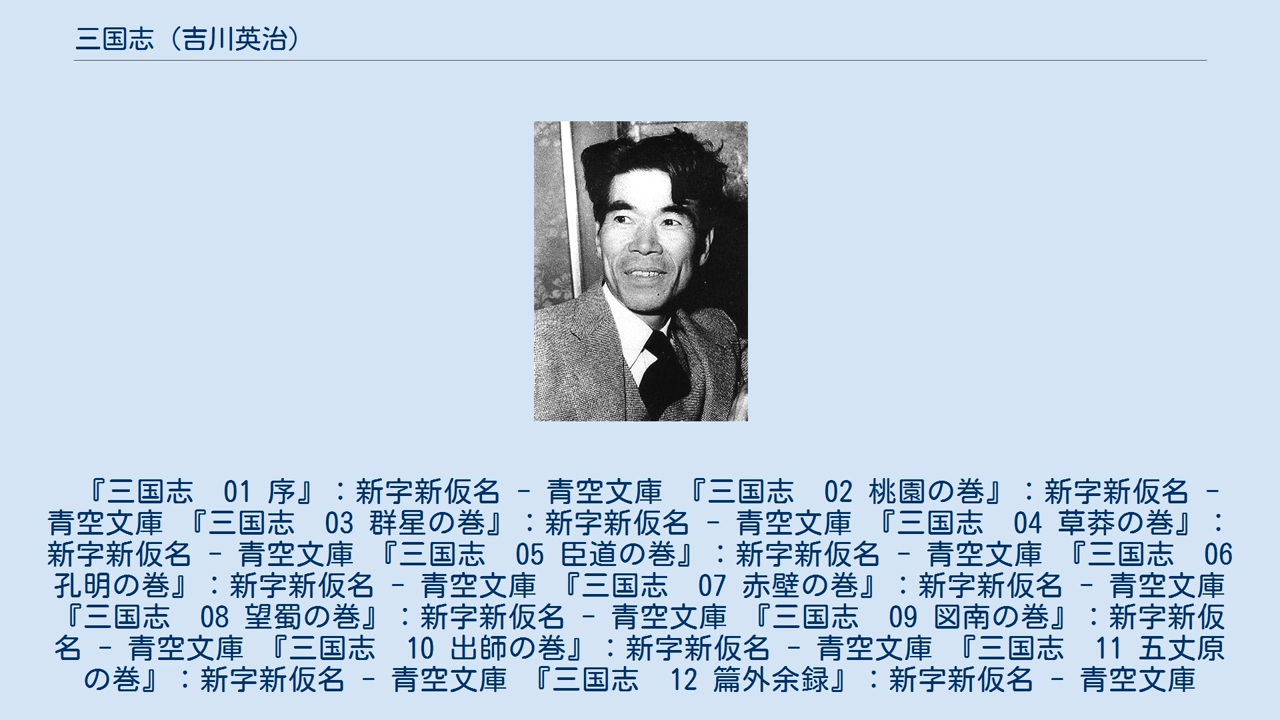 三国志（吉川英治）
『三国志　01 序』：新字新仮名 － 青空文庫 『三国志　02 桃園の巻』：新字新仮名 －
青空文庫 『三国志　03 群星の巻』：新字新仮名 － 青空文庫 『三国志　04 草莽の巻』：
新字新仮名 － 青空文庫 『三国志　05 臣道の巻』：新字新仮名 － 青空文庫 『三国志　06
孔明の巻』：新字新仮名 － 青空文庫 『三国志　07 赤壁の巻』：新字新仮名 － 青空文庫
『三国志　08 望蜀の巻』：新字新仮名 － 青空文庫 『三国志　09 図南の巻』：新字新仮
名 － 青空文庫 『三国志　10 出師の巻』：新字新仮名 － 青空文庫 『三国志　11 五丈原
の巻』：新字新仮名 － 青空文庫 『三国志　12 篇外余録』：新字新仮名 － 青空文庫